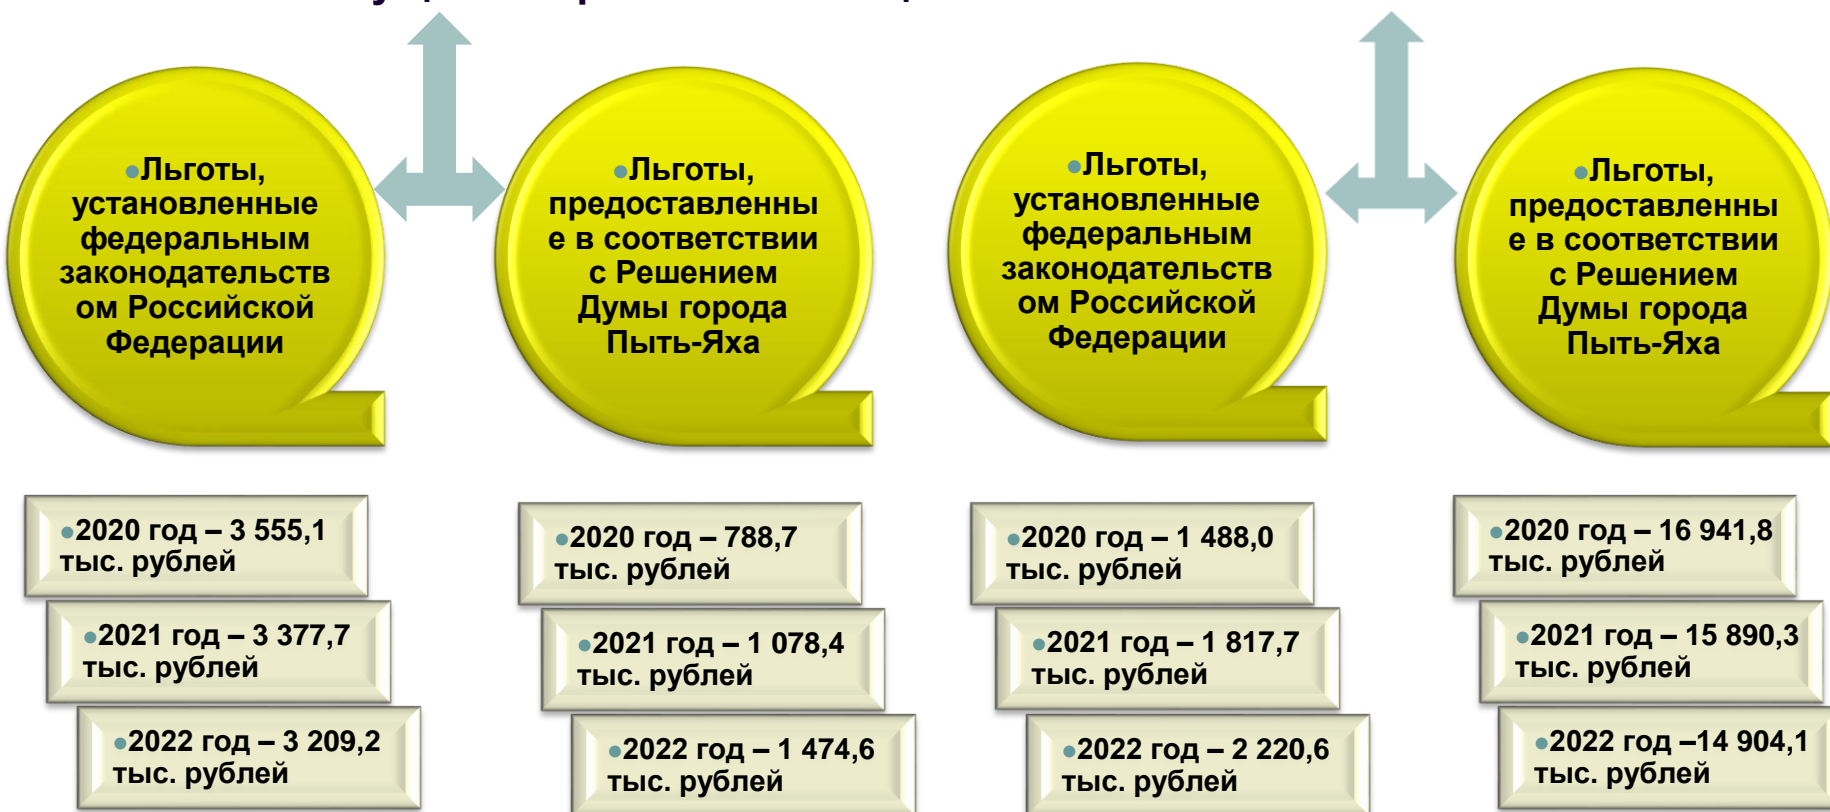 ●Льготы,
установленные
федеральным
законодательств
ом Российской
Федерации
●Льготы,
предоставленны
е в соответствии
с Решением
Думы города
Пыть-Яха
●Льготы,
установленные
федеральным
законодательств
ом Российской
Федерации
●Льготы,
предоставленны
е в соответствии
с Решением
Думы города
Пыть-Яха
●2020 год – 3 555,1
тыс. рублей
●2021 год – 3 377,7
тыс. рублей
●2022 год – 3 209,2
тыс. рублей
●2020 год – 788,7
тыс. рублей
●2021 год – 1 078,4
тыс. рублей
●2022 год – 1 474,6
тыс. рублей
●2020 год – 1 488,0
тыс. рублей
●2021 год – 1 817,7
тыс. рублей
●2022 год – 2 220,6
тыс. рублей
●2020 год – 16 941,8
тыс. рублей
●2021 год – 15 890,3
тыс. рублей
●2022 год –14 904,1
тыс. рублей